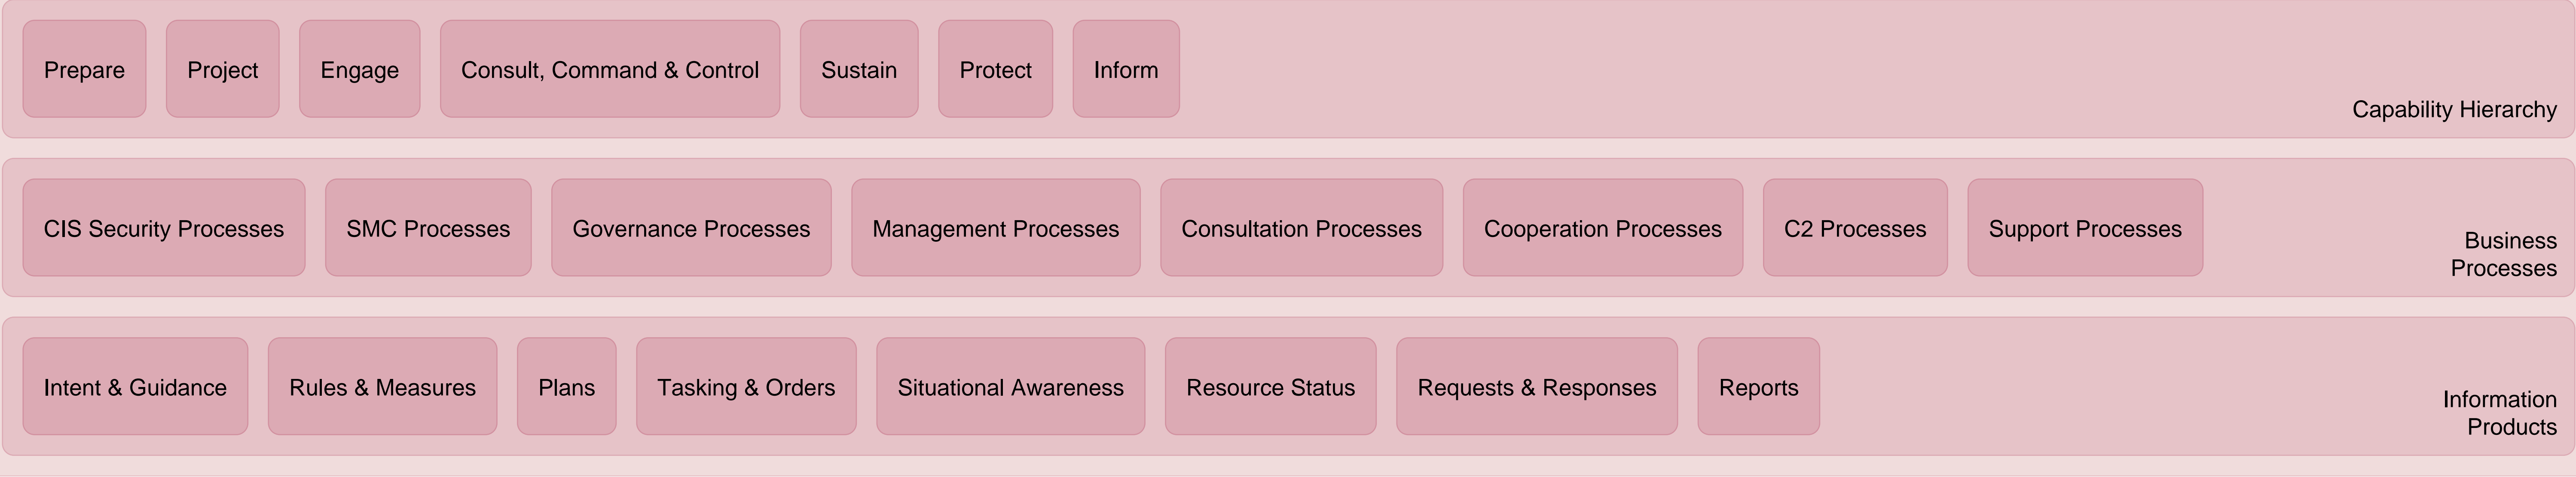 Prepare
Project
Engage
Consult, Command & Control
Sustain
Protect
Inform
Capability Hierarchy
CIS Security Processes
SMC Processes
Governance Processes
Management Processes
Consultation Processes
Cooperation Processes
C2 Processes
Support Processes
Business
Processes
Intent & Guidance
Rules & Measures
Plans
Tasking & Orders
Situational Awareness
Resource Status
Requests & Responses
Reports
Information
Products